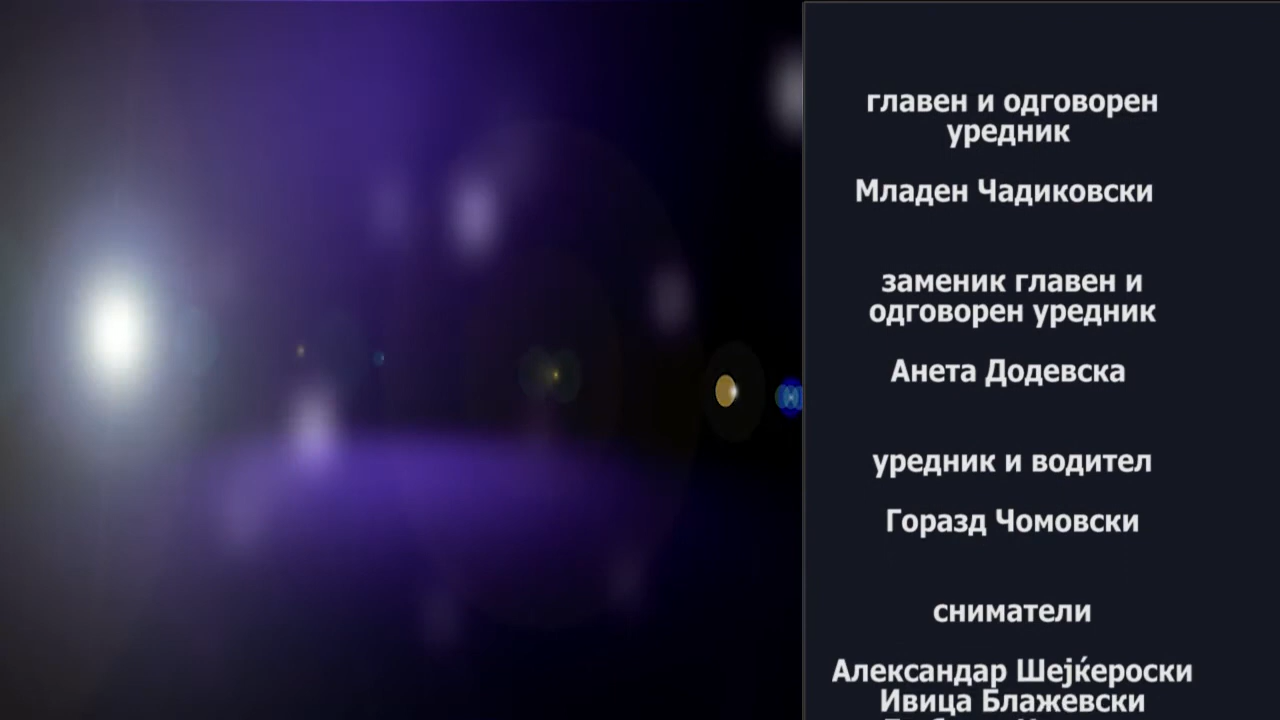 главен и одговорен
уредник
Младен Чадиковски
заменик главен и
одговорен уредник
Анета Додевска
уредник и водител
Горазд Чомовски
сниматели
Александар Шејќероски
Ивица Блажевски